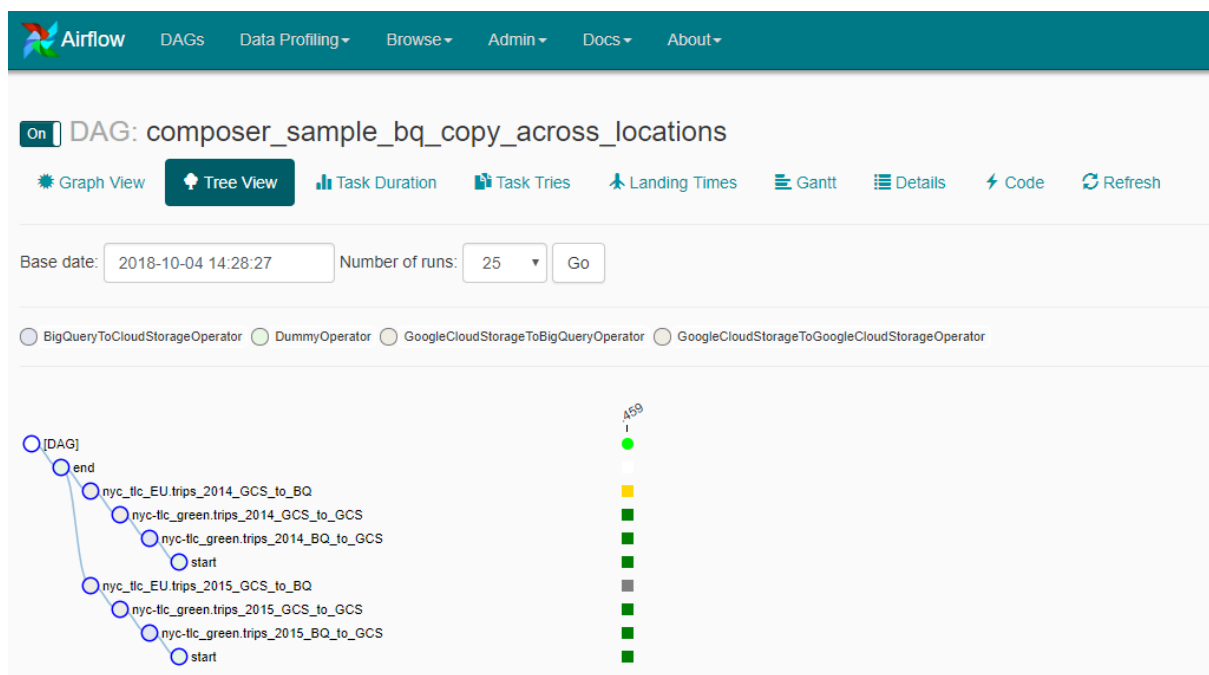 Airflow DAGs Data Profiling Browse Admin Docs About
On DAG: composer_sample_bq_copy_across_locations
Graph View Tree View Task Duration Task Tries Landing Times Gantt Details Code Refresh
Base date: 2018-10-04 14:28:27 Number of runs: 25 Go
BigQueryToCloudStorageOperator DummyOperator GoogleCloudStorageToBigQueryOperator GoogleCloudStorageToGoogleCloudStorageOperator
.459
[DAG]
end
nyc_tlc_EU.trips_2014_GCS_to_BQ
nyc-tlc_green.trips_2014_GCS_to_GCS
nyc-tlc_green.trips_2014_BQ_to_GCS
start
nyc_tlc_EU.trips_2015_GCS_to_BQ
nyc-tlc_green.trips_2015_GCS_to_GCS
nyc-tlc_green.trips_2015_BQ_to_GCS
start